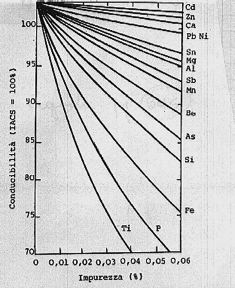 Conducibilità (IACS = 100%)
100
95
90
85
80
75
70
0
0,01
0,02
0,03
0,04
0,05
0,06
Impurezza (%)
Cd
Zn
CA
Pb Ni
Sn
Mg
Al
Sb
Mn
Be
As
Si
Fe
Ti
P